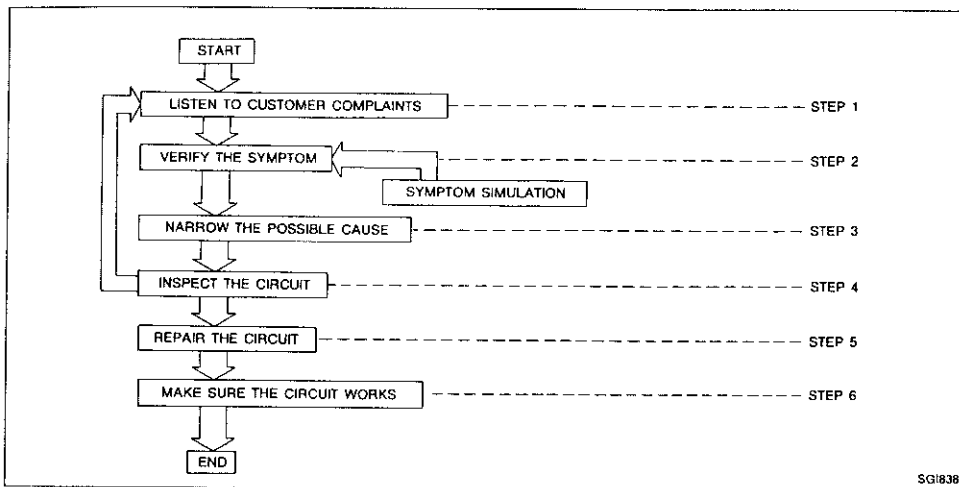 START
LISTEN TO CUSTOMER COMPLAINTS STEP 1
VERIFY THE SYMPTOM STEP 2
SYMPTOM SIMULATION
NARROW THE POSSIBLE CAUSE STEP 3
INSPECT THE CIRCUIT STEP 4
REPAIR THE CIRCUIT STEP 5
MAKE SURE THE CIRCUIT WORKS STEP 6
END
SGI838